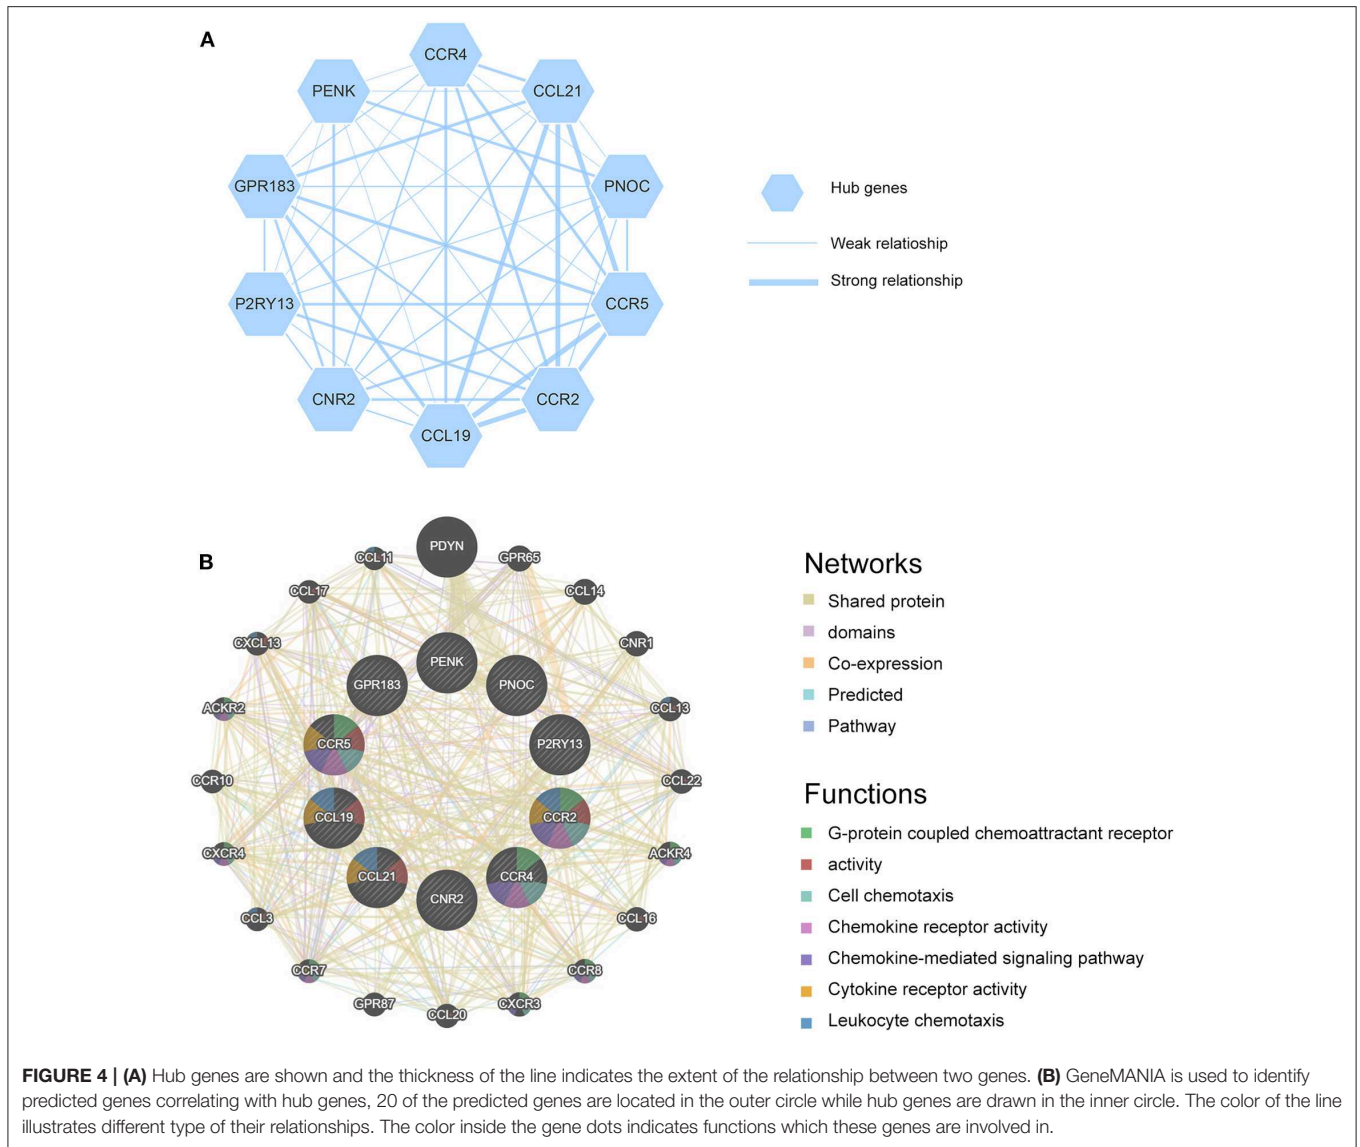 A
CCR4
PENK
CCL21
GPR183
PNOC
Hub genes
Weak relatioship
Strong relationship
P2RY13
CCR5
CNR2
CCR2
CCL19
B
PDYN
CCL11
GPR65
CCL17
CCL14
CXCL13
CNR1
PENK
GPR183
PNOC
ACKR2
CCL13
CCR5
P2RY13
CCR10
CCL22
CCL19
CCR2
CXCR4
ACKR4
CCL21
CCR4
CNR2
CCL3
CCL16
CCR7
CCR8
GPR87
CXCR3
CCL20
Networks
Shared protein
domains
Co-expression
Predicted
Pathway
Functions
G-protein coupled chemoattractant receptor
activity
Cell chemotaxis
Chemokine receptor activity
Chemokine-mediated signaling pathway
Cytokine receptor activity
Leukocyte chemotaxis
FIGURE 4 | (A) Hub genes are shown and the thickness of the line indicates the extent of the relationship between two genes. (B) GeneMANIA is used to identify
predicted genes correlating with hub genes, 20 of the predicted genes are located in the outer circle while hub genes are drawn in the inner circle. The color of the line
illustrates different type of their relationships. The color inside the gene dots indicates functions which these genes are involved in.